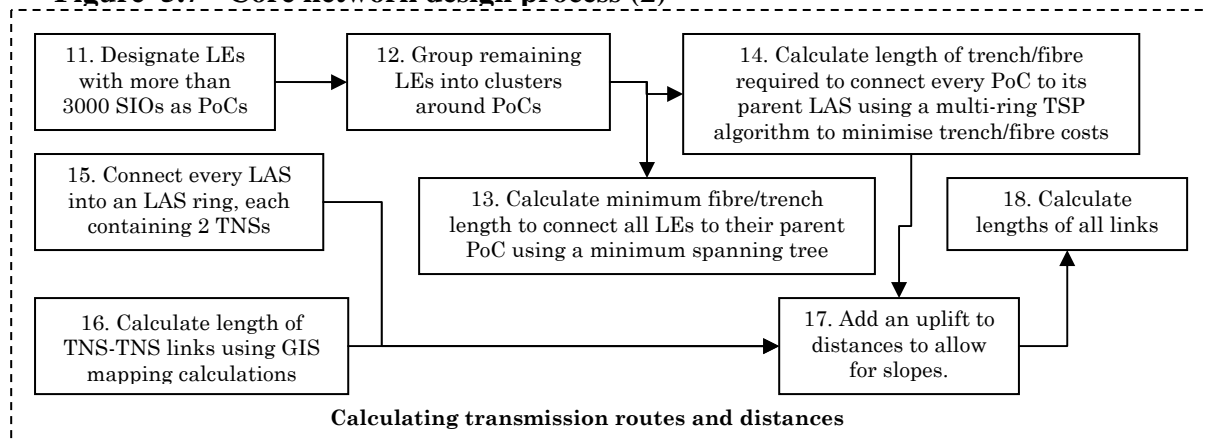 Figure 3.7 Core network design process (2)
11. Designate LEs
with more than
3000 SIOs as PoCs
12. Group remaining
LEs into clusters
around PoCs
14. Calculate length of trench/fibre
required to connect every PoC to its
parent LAS using a multi-ring TSP
algorithm to minimise trench/fibre costs
15. Connect every LAS
into an LAS ring, each
containing 2 TNSs
13. Calculate minimum fibre/trench
length to connect all LEs to their parent
PoC using a minimum spanning tree
18. Calculate
lengths of all links
16. Calculate length of
TNS-TNS links using GIS
mapping calculations
17. Add an uplift to
distances to allow
for slopes.
Calculating transmission routes and distances